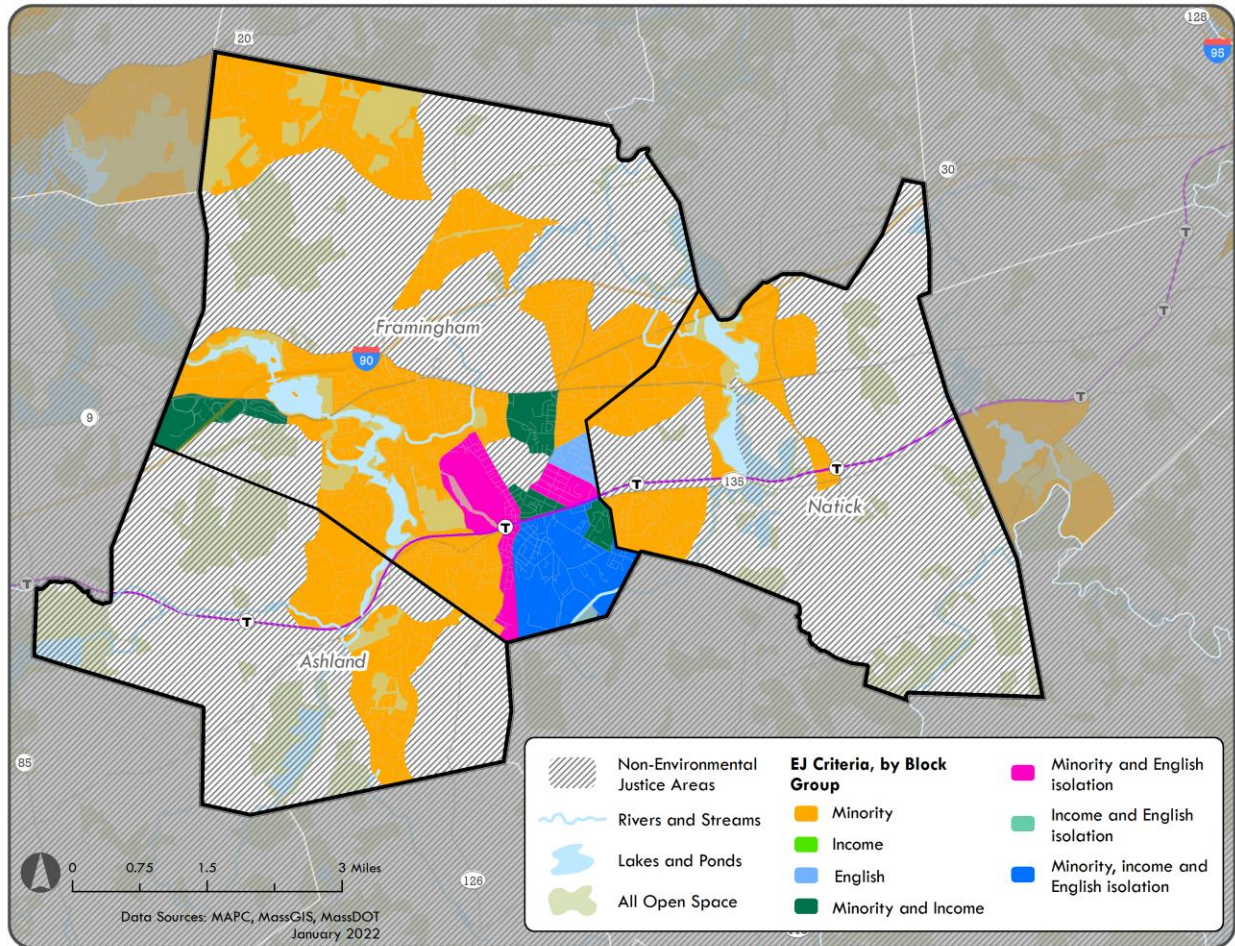 128
95
20
30
Framingham
90
9
135
Natick
Ashland
85
126
T
T
T
T
T
T
T
T
Non-Environmental
Justice Areas
Rivers and Streams
Lakes and Ponds
All Open Space
EJ Criteria, by Block
Group
Minority
Income
English
Minority and Income
Minority and English
isolation
Income and English
isolation
Minority, income and
English isolation
0 0.75 1.5 3 Miles
Data Sources: MAPC, MassGIS, MassDOT
January 2022